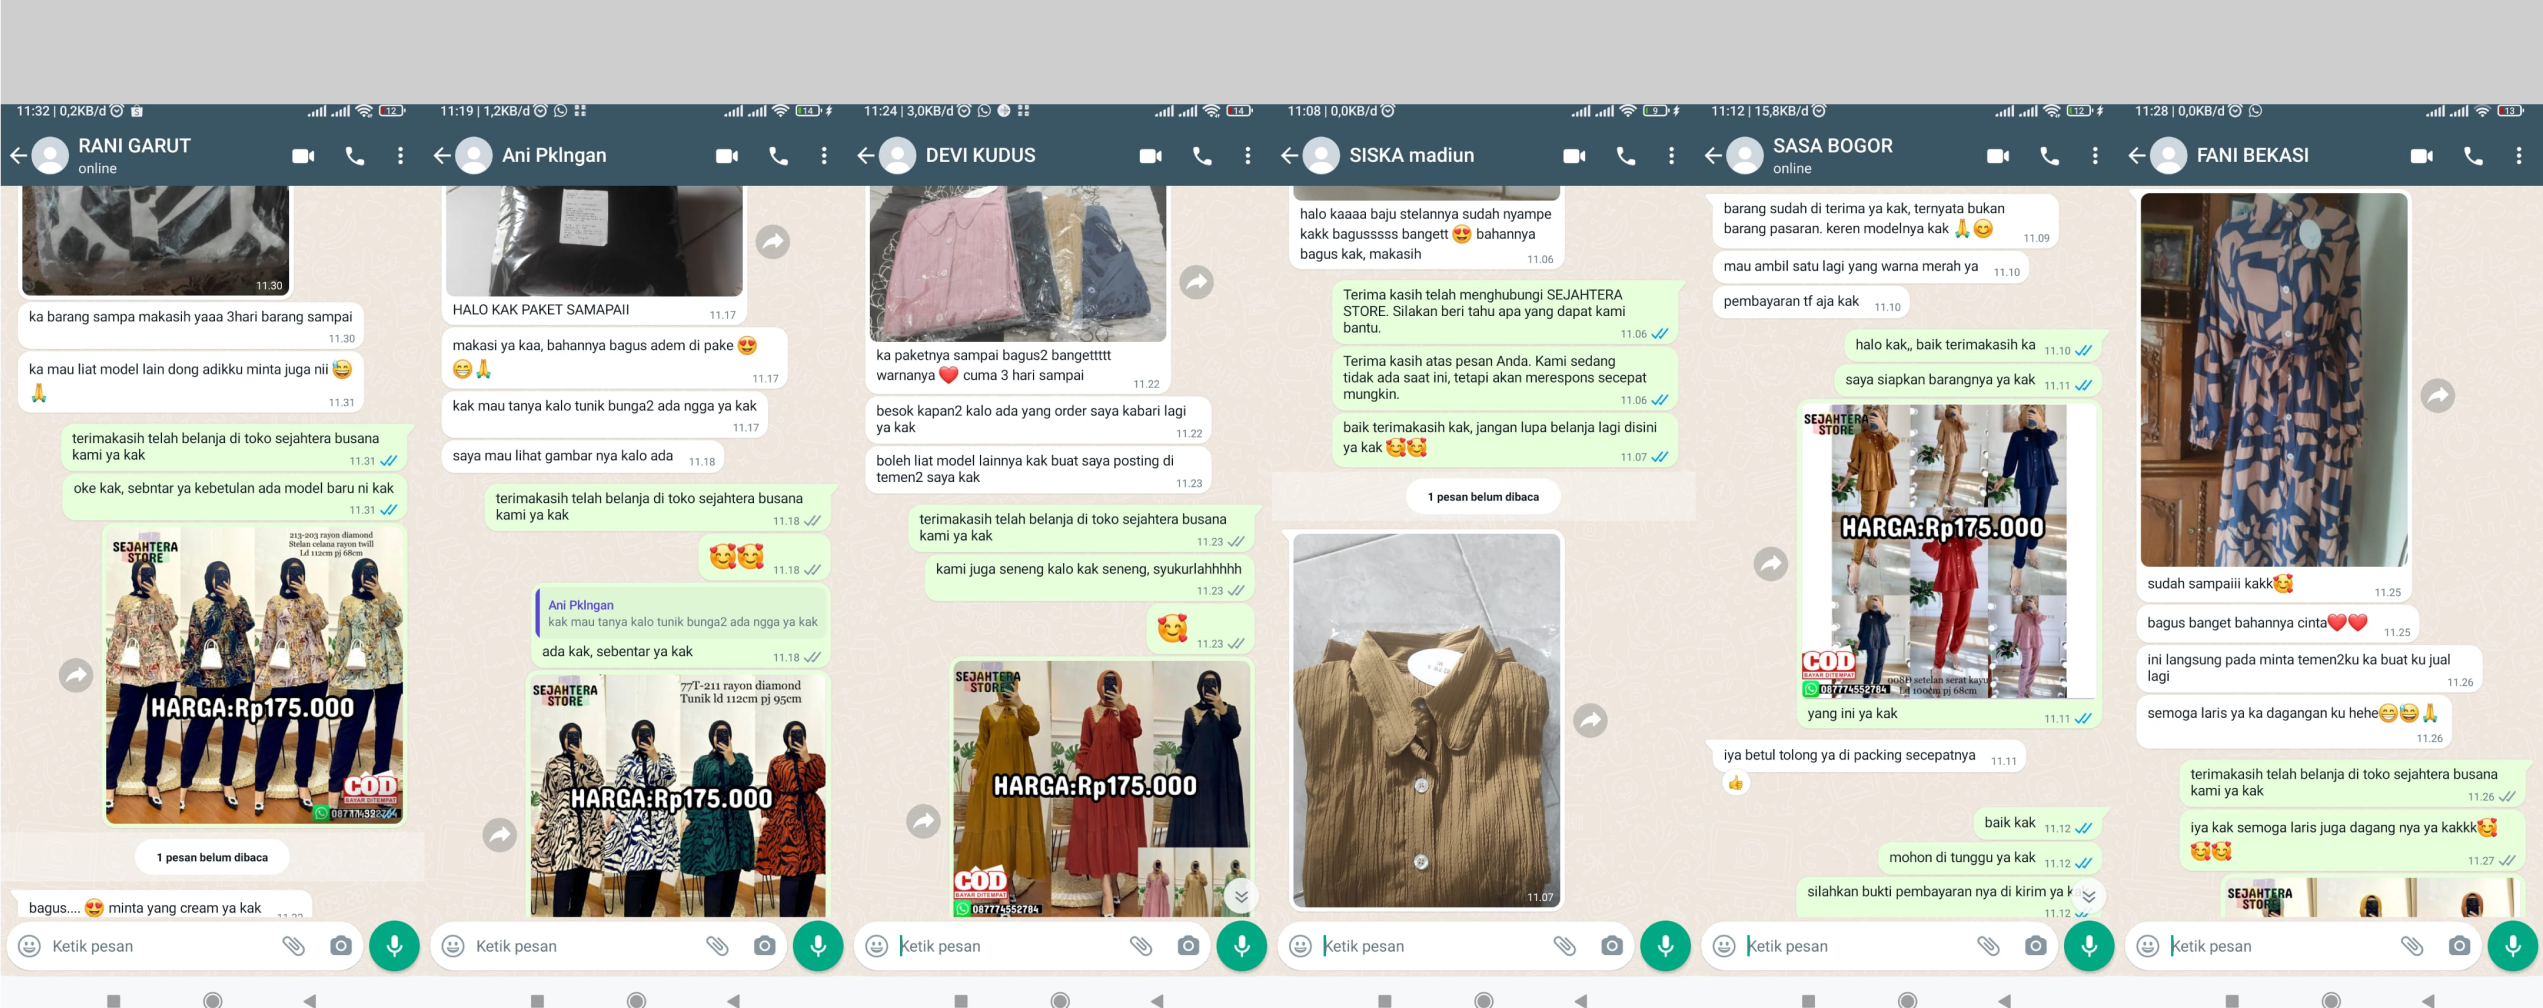 11:32 | 0,2KB/d
12
RANI GARUT
online
11.30
ka barang sampa makasih yaaa 3hari barang sampai
11.30
ka mau liat model lain dong adikku minta juga nii 😅
🙏
11.31
terimakasih telah belanja di toko sejahtera busana
kami ya kak
11.31
oke kak, sebntar ya kebetulan ada model baru ni kak
11.31
SEJAHTERA
STORE
213-203 rayon diamond
Stelan celana rayon twill
Ld 112cm pj 68cm
HARGA:Rp175.000
COD
BAYAR DITEMPAT
1 pesan belum dibaca
bagus.... 😍 minta yang cream ya kak
Ketik pesan
11:19 | 1,2KB/d
14
Ani Pklngan
HALO KAK PAKET SAMAPAII
11.17
makasi ya kaa, bahannya bagus adem di pake 😍
😁🙏
11.17
kak mau tanya kalo tunik bunga2 ada ngga ya kak
11.17
saya mau lihat gambar nya kalo ada
11.18
terimakasih telah belanja di toko sejahtera busana
kami ya kak
11.18
🥰🥰
11.18
Ani Pklngan
kak mau tanya kalo tunik bunga2 ada ngga ya kak
ada kak, sebentar ya kak
11.18
SEJAHTERA
STORE
77T-211 rayon diamond
Tunik ld 112cm pj 95cm
HARGA:Rp175.000
Ketik pesan
11:24 | 3,0KB/d
14
DEVI KUDUS
ka paketnya sampai bagus2 bangettttt
warnanya ❤️ cuma 3 hari sampai
11.22
besok kapan2 kalo ada yang order saya kabari lagi
ya kak
11.22
boleh liat model lainnya kak buat saya posting di
temen2 saya kak
11.23
terimakasih telah belanja di toko sejahtera busana
kami ya kak
11.23
kami juga seneng kalo kak seneng, syukurlahhhhh
11.23
🥰
11.23
SEJAHTERA
STORE
HARGA:Rp175.000
COD
BAYAR DITEMPAT
087774552784
Ketik pesan
11:08 | 0,0KB/d
9
SISKA madiun
halo kaaaa baju stelannya sudah nyampe
kakk bagusssss bangett 😍 bahannya
bagus kak, makasih
11.06
Terima kasih telah menghubungi SEJAHTERA
STORE. Silakan beri tahu apa yang dapat kami
bantu.
11.06
Terima kasih atas pesan Anda. Kami sedang
tidak ada saat ini, tetapi akan merespons secepat
mungkin.
11.06
baik terimakasih kak, jangan lupa belanja lagi disini
ya kak 🥰🥰
11.07
1 pesan belum dibaca
11.07
Ketik pesan
11:12 | 15,8KB/d
12
SASA BOGOR
online
barang sudah di terima ya kak, ternyata bukan
barang pasaran. keren modelnya kak 🙏😊
11.09
mau ambil satu lagi yang warna merah ya
11.10
pembayaran tf aja kak
11.10
halo kak,, baik terimakasih ka
11.10
saya siapkan barangnya ya kak
11.11
SEJAHTERA
STORE
HARGA:Rp175.000
COD
BAYAR DITEMPAT
087774552784
008D setelan serat kayu
Ld 100cm pj 68cm
yang ini ya kak
11.11
iya betul tolong ya di packing secepatnya
11.11
👍
baik kak
11.12
mohon di tunggu ya kak
11.12
silahkan bukti pembayaran nya di kirim ya
11.12
Ketik pesan
11:28 | 0,0KB/d
13
FANI BEKASI
sudah sampaiii kakk🥰
11.25
bagus banget bahannya cinta❤️❤️
11.25
ini langsung pada minta temen2ku ka buat ku jual
lagi
11.26
semoga laris ya ka dagangan ku hehe😁😅🙏
11.26
terimakasih telah belanja di toko sejahtera busana
kami ya kak
11.26
iya kak semoga laris juga dagang nya ya kakkk🥰
🥰🥰
11.27
SEJAHTERA
STORE
Ketik pesan